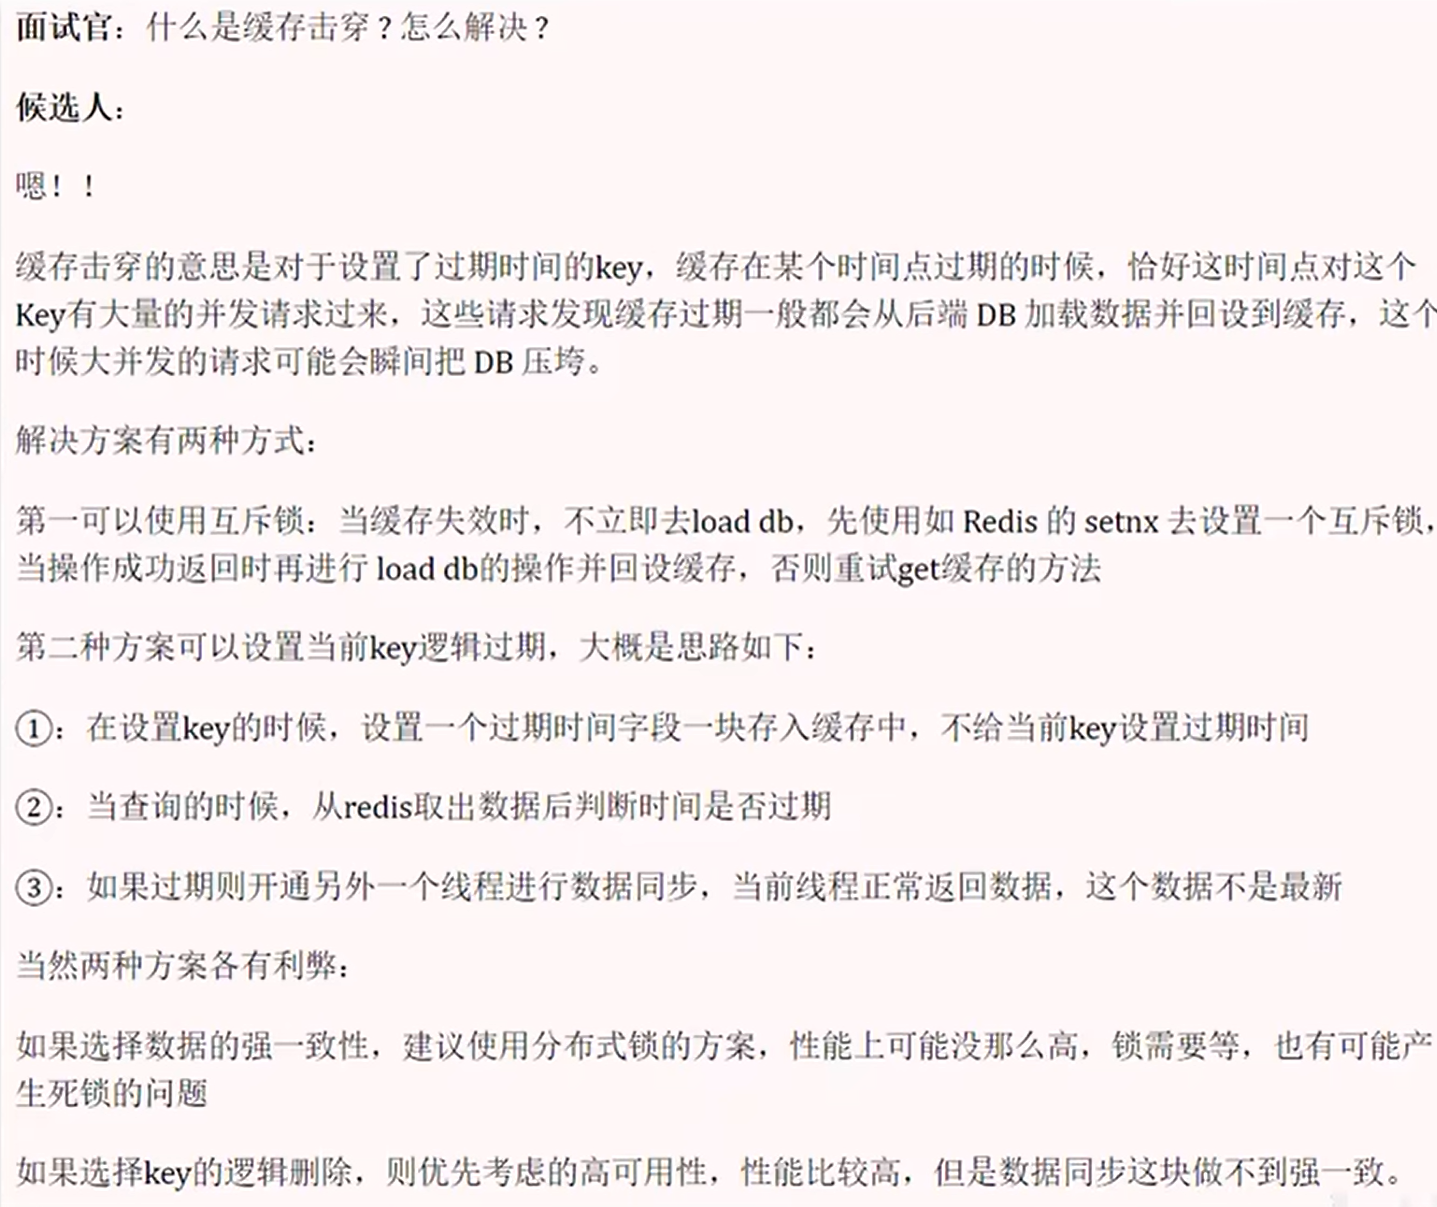 面试官：什么是缓存击穿？怎么解决？
候选人：
嗯！！
缓存击穿的意思是对于设置了过期时间的key，缓存在某个时间点过期的时候，恰好这时间点对这个
Key有大量的并发请求过来，这些请求发现缓存过期一般都会从后端 DB 加载数据并回设到缓存，这个
时候大并发的请求可能会瞬间把 DB 压垮。
解决方案有两种方式：
第一可以使用互斥锁：当缓存失效时，不立即去load db，先使用如 Redis 的 setnx 去设置一个互斥锁，
当操作成功返回时再进行 load db的操作并回设缓存，否则重试get缓存的方法
第二种方案可以设置当前key逻辑过期，大概是思路如下：
①：在设置key的时候，设置一个过期时间字段一块存入缓存中，不给当前key设置过期时间
②：当查询的时候，从redis取出数据后判断时间是否过期
③：如果过期则开通另外一个线程进行数据同步，当前线程正常返回数据，这个数据不是最新
当然两种方案各有利弊：
如果选择数据的强一致性，建议使用分布式锁的方案，性能上可能没那么高，锁需要等，也有可能产
生死锁的问题
如果选择key的逻辑删除，则优先考虑的高可用性，性能比较高，但是数据同步这块做不到强一致。